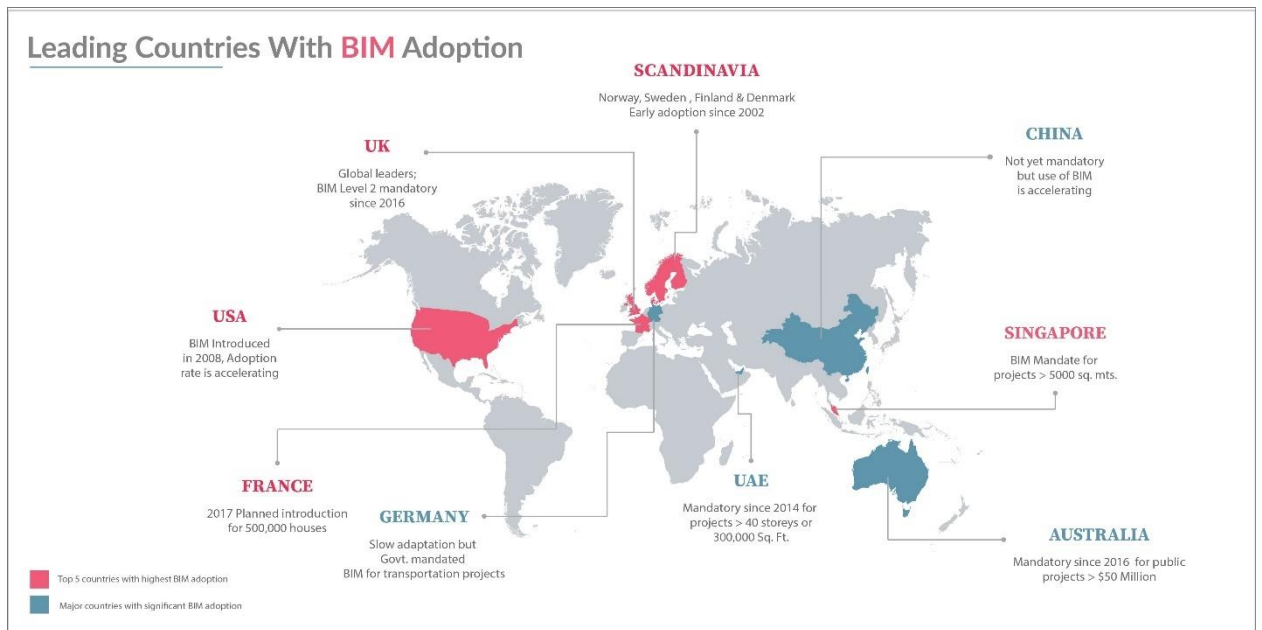 Leading Countries With BIM Adoption
SCANDINAVIA
Norway, Sweden , Finland & Denmark
Early adoption since 2002
UK
Global leaders;
BIM Level 2 mandatory
since 2016
CHINA
Not yet mandatory
but use of BIM
is accelerating
USA
BIM Introduced
in 2008, Adoption
rate is accelerating
SINGAPORE
BIM Mandate for
projects > 5000 sq. mts.
FRANCE
2017 Planned introduction
for 500,000 houses
GERMANY
Slow adaptation but
Govt. mandated
BIM for transportation projects
UAE
Mandatory since 2014 for
projects > 40 storeys or
300,000 Sq. Ft.
AUSTRALIA
Mandatory since 2016 for public
projects > $50 Million
Top 5 countries with highest BIM adoption
Major countries with significant BIM adoption